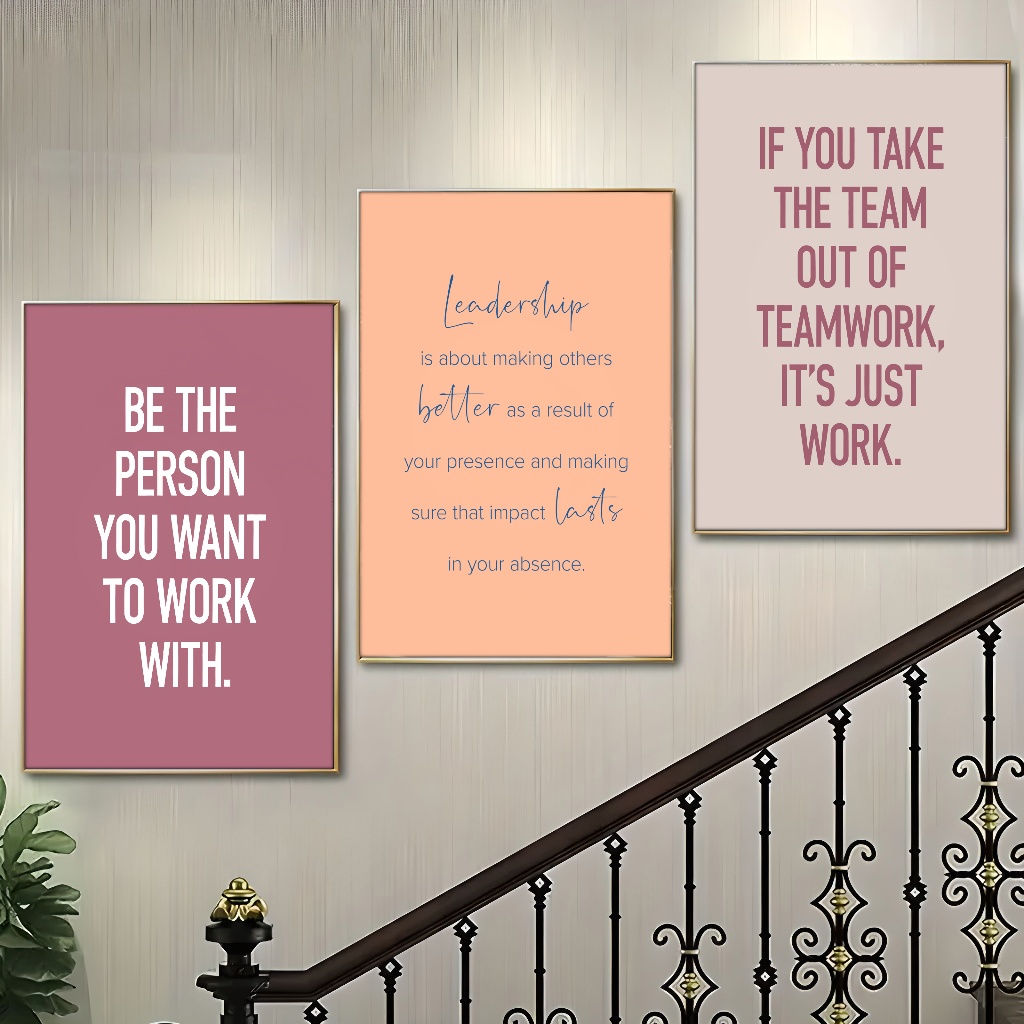 BE THE
PERSON
YOU WANT
TO WORK
WITH.
Leadership
is about making others
better as a result of
your presence and making
sure that impact lasts
in your absence.
IF YOU TAKE
THE TEAM
OUT OF
TEAMWORK,
IT'S JUST
WORK.